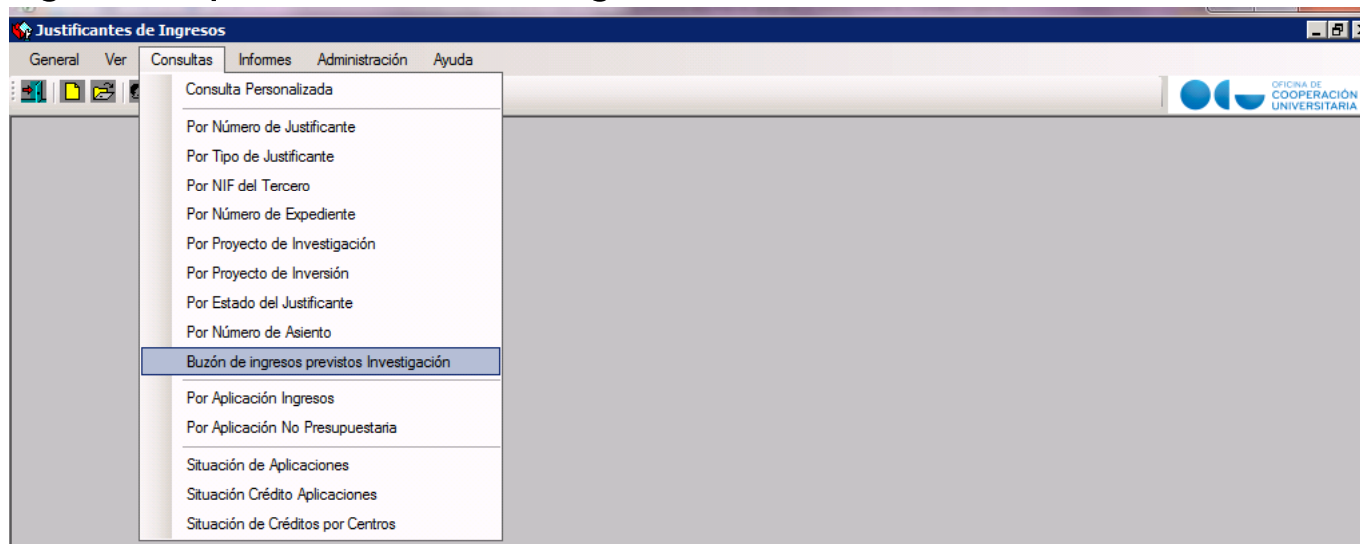 Justificantes de Ingresos
General Ver Consultas Informes Administración Ayuda
Consulta Personalizada
OFICINA DE
COOPERACIÓN
UNIVERSITARIA
Por Número de Justificante
Por Tipo de Justificante
Por NIF del Tercero
Por Número de Expediente
Por Proyecto de Investigación
Por Proyecto de Inversión
Por Estado del Justificante
Por Número de Asiento
Buzón de ingresos previstos Investigación
Por Aplicación Ingresos
Por Aplicación No Presupuestaria
Situación de Aplicaciones
Situación Crédito Aplicaciones
Situación de Créditos por Centros